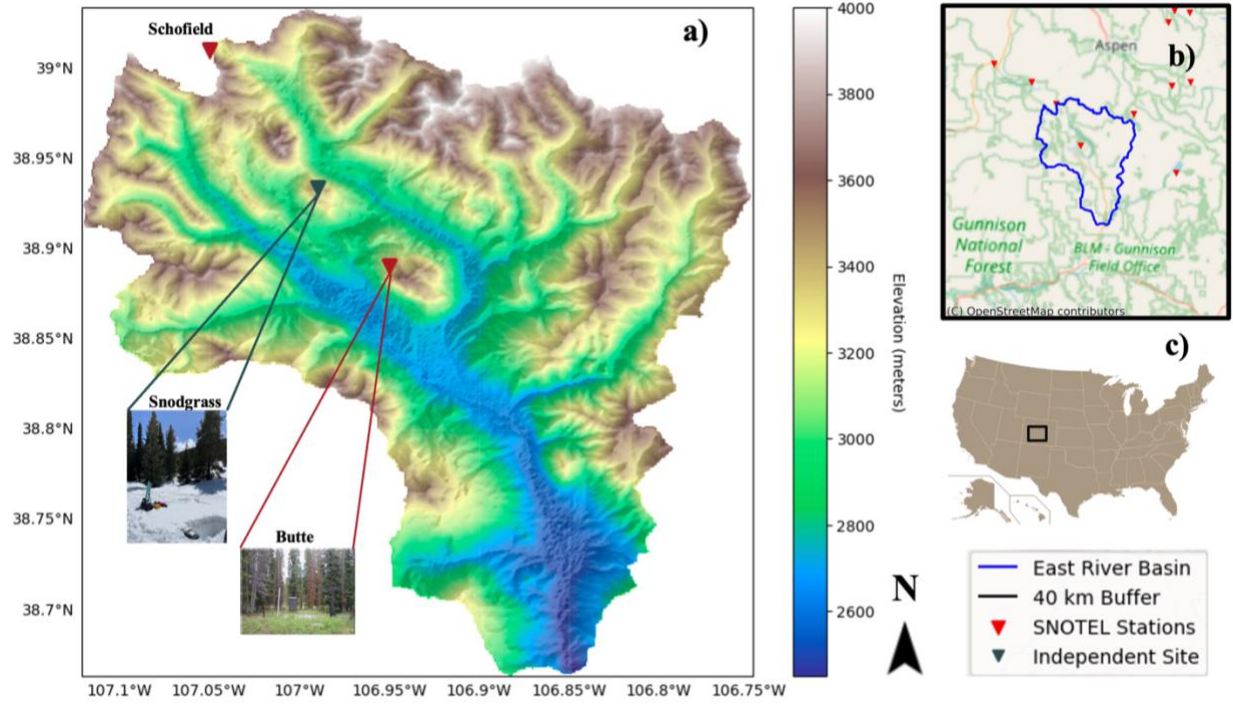 Schofield
a)
39°N
38.95°N
38.9°N
38.85°N
38.8°N
38.75°N
38.7°N
Snodgrass
Butte
107.1°W 107.05°W 107°W 106.95°W 106.9°W 106.85°W 106.8°W 106.75°W
4000
3800
3600
3400
3200
3000
2800
2600
Elevation (meters)
N
b)
Aspen
Gunnison
National
Forest
BLM - Gunnison
Field Office
(C) OpenStreetMap contributors
c)
East River Basin
40 km Buffer
SNOTEL Stations
Independent Site